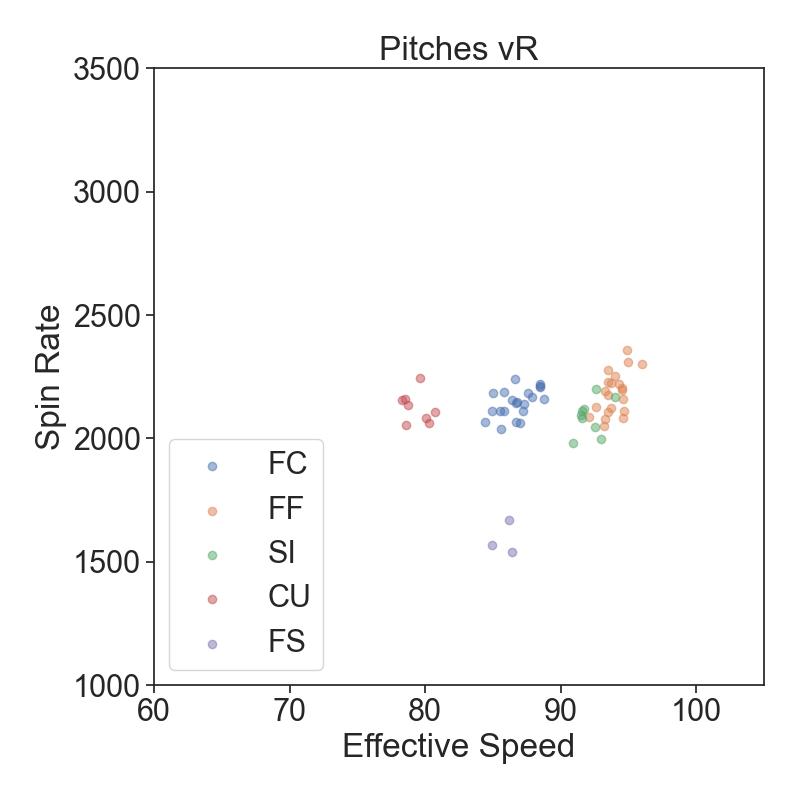 Pitches vR
3500
3000
2500
2000
1500
1000
Spin Rate
FC
FF
SI
CU
FS
60 70 80 90 100
Effective Speed